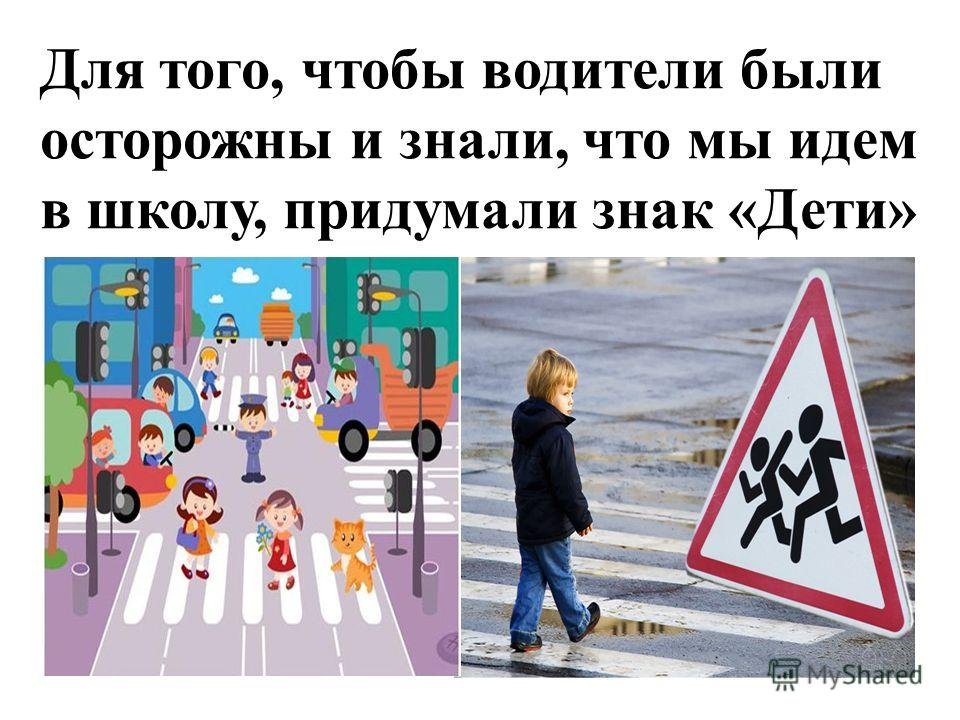 Для того, чтобы водители были
осторожны и знали, что мы идем
в школу, придумали знак «Дети»
MyShared